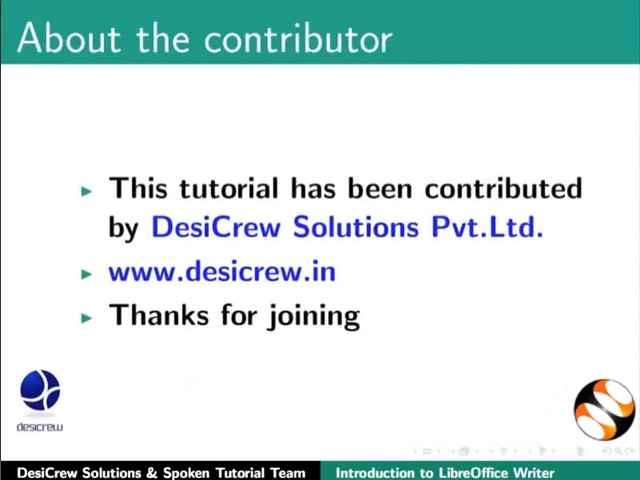 About the contributor
This tutorial has been contributed
by DesiCrew Solutions Pvt.Ltd.
www.desicrew.in
Thanks for joining
desicrew
DesiCrew Solutions & Spoken Tutorial Team
Introduction to LibreOffice Writer